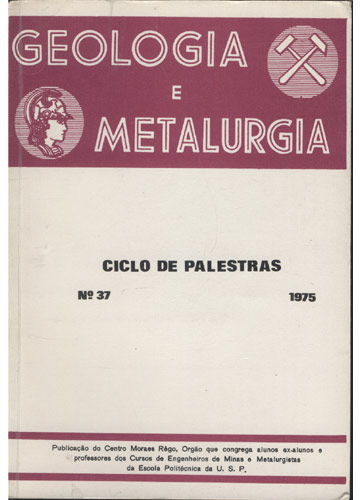 GEOLOGIA
E
METALURGIA
CICLO DE PALESTRAS
Nº 37 1975
Publicação do Centro Moraes Rêgo, Orgão que congrega alunos ex-alunos e
professores dos Cursos de Engenheiros de Minas e Metalurgistas
da Escola Politécnica da U. S. P.